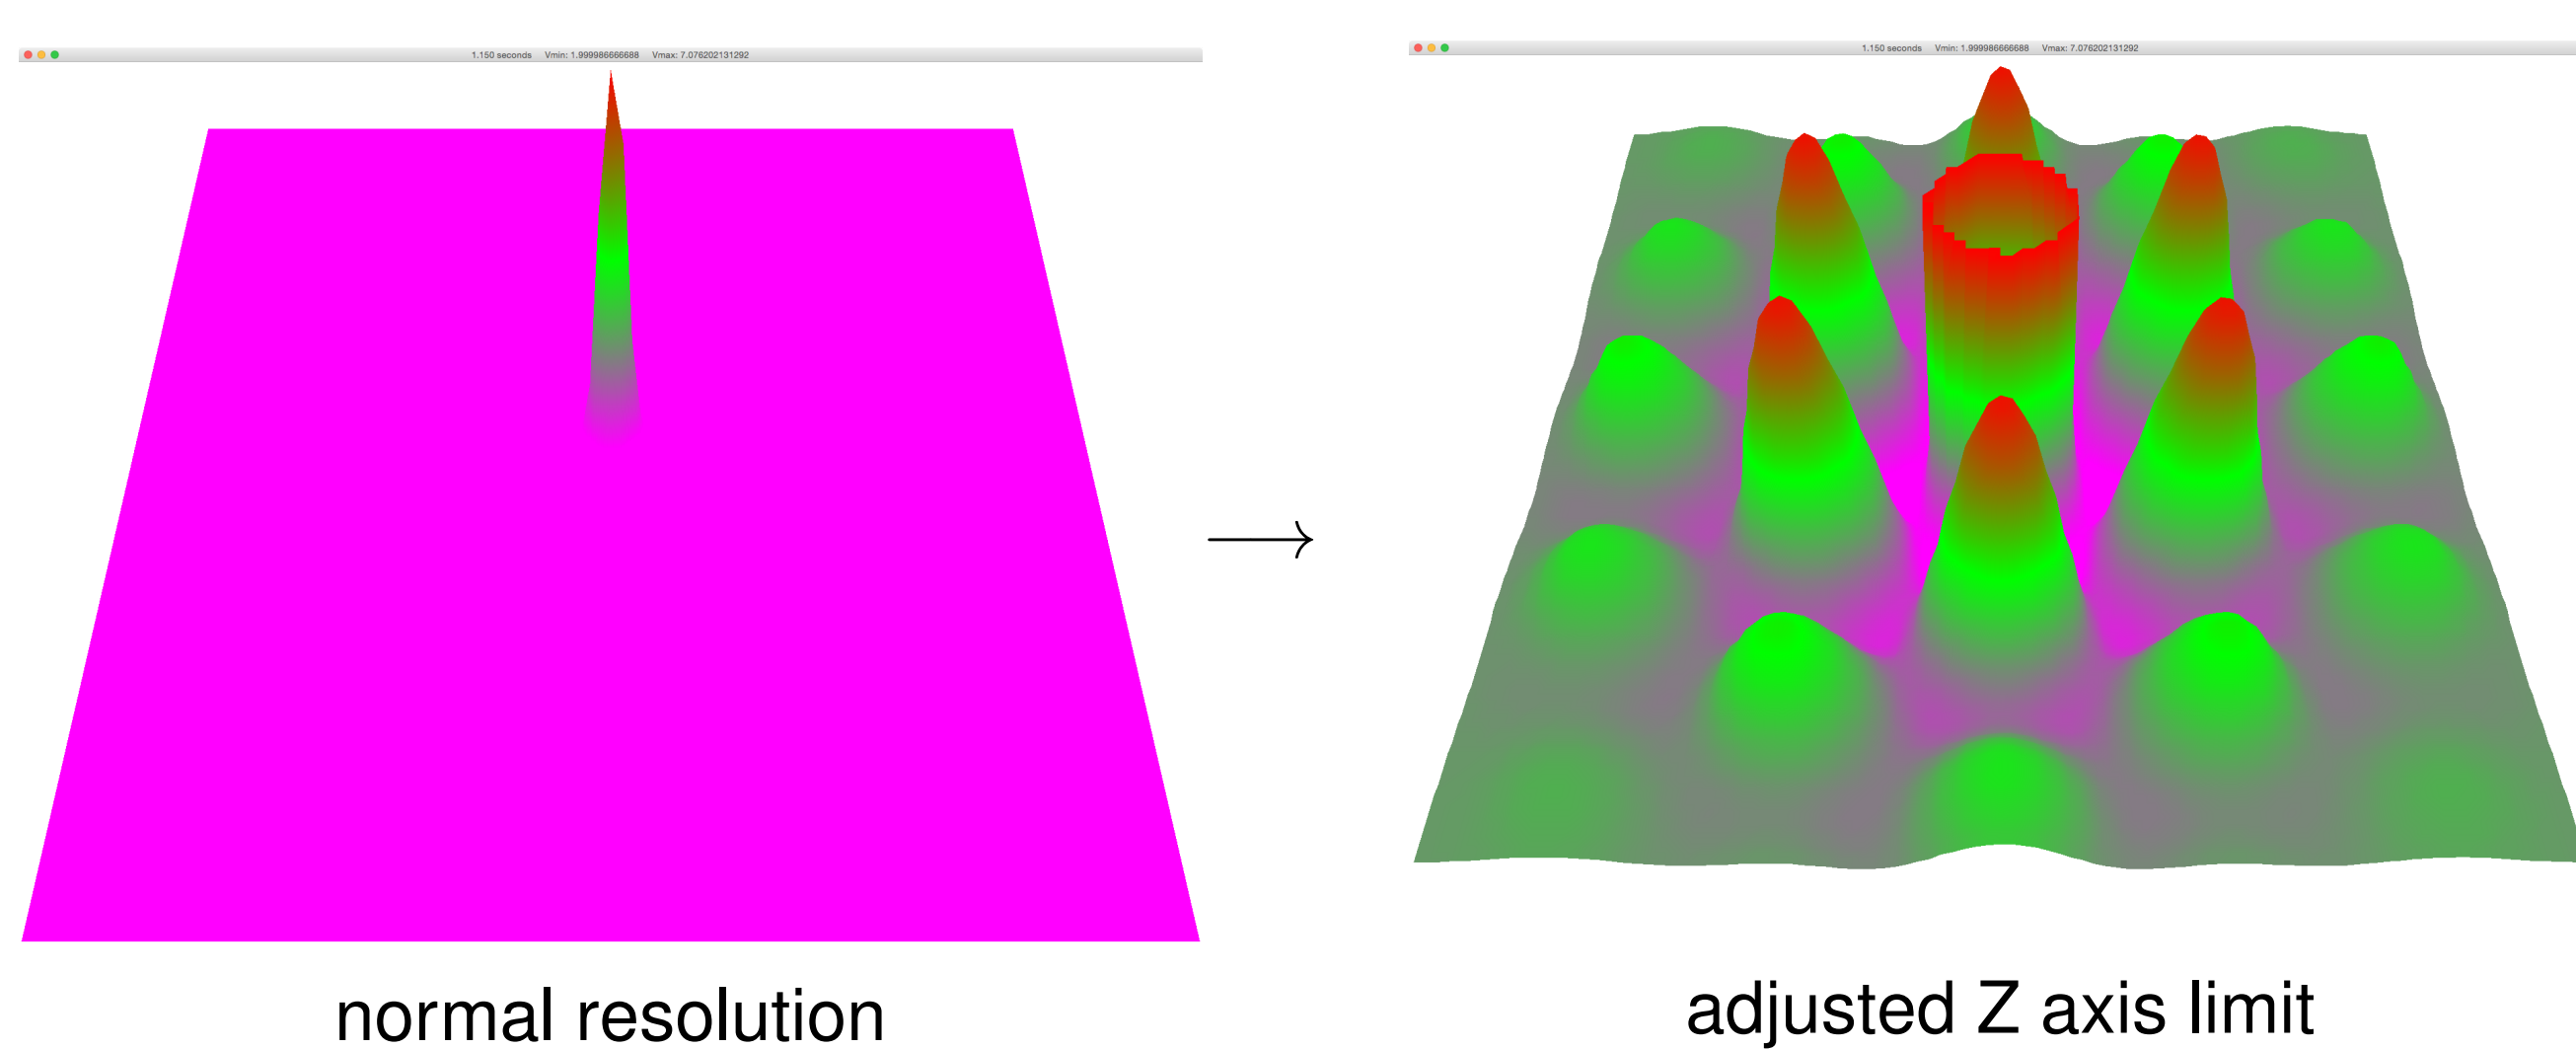 1.150 seconds Vmin: 1.999986666688 Vmax: 7.076202131292
1.150 seconds Vmin: 1.999986666688 Vmax: 7.076202131292
normal resolution
adjusted Z axis limit